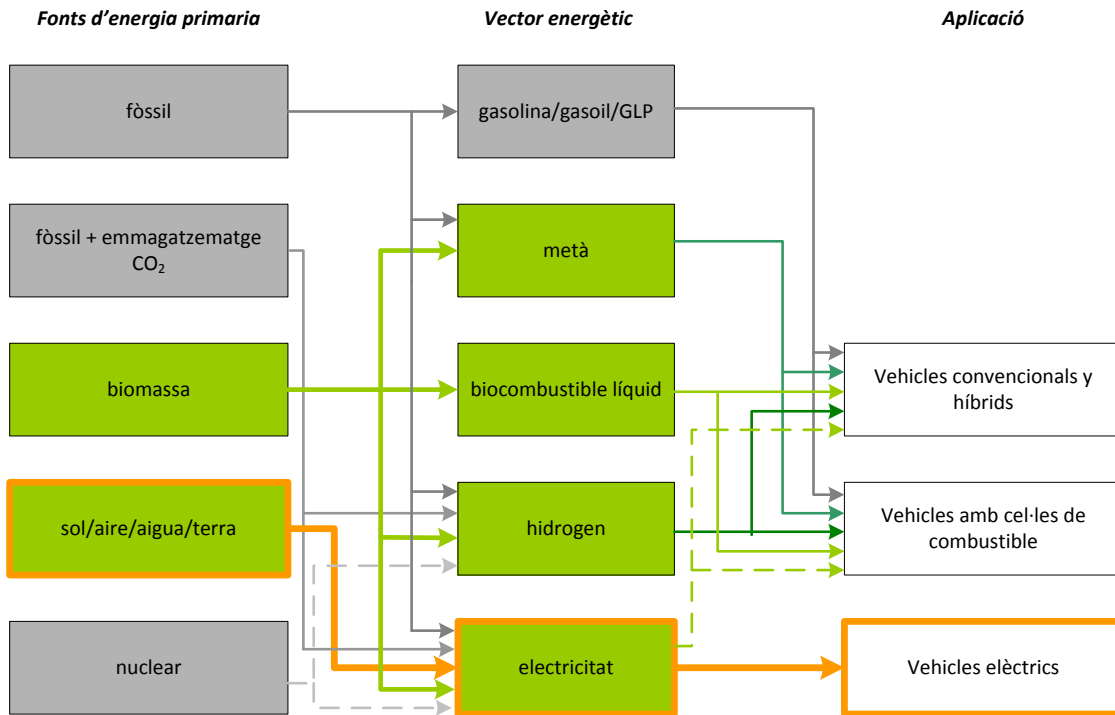 Fonts d’energia primaria
Vector energètic
Aplicació
fòssil
gasolina/gasoil/GLP
fòssil + emmagatzematge
CO₂
metà
biomassa
biocombustible líquid
Vehicles convencionals y
híbrids
sol/aire/aigua/terra
hidrogen
Vehicles amb cel·les de
combustible
nuclear
electricitat
Vehicles elèctrics